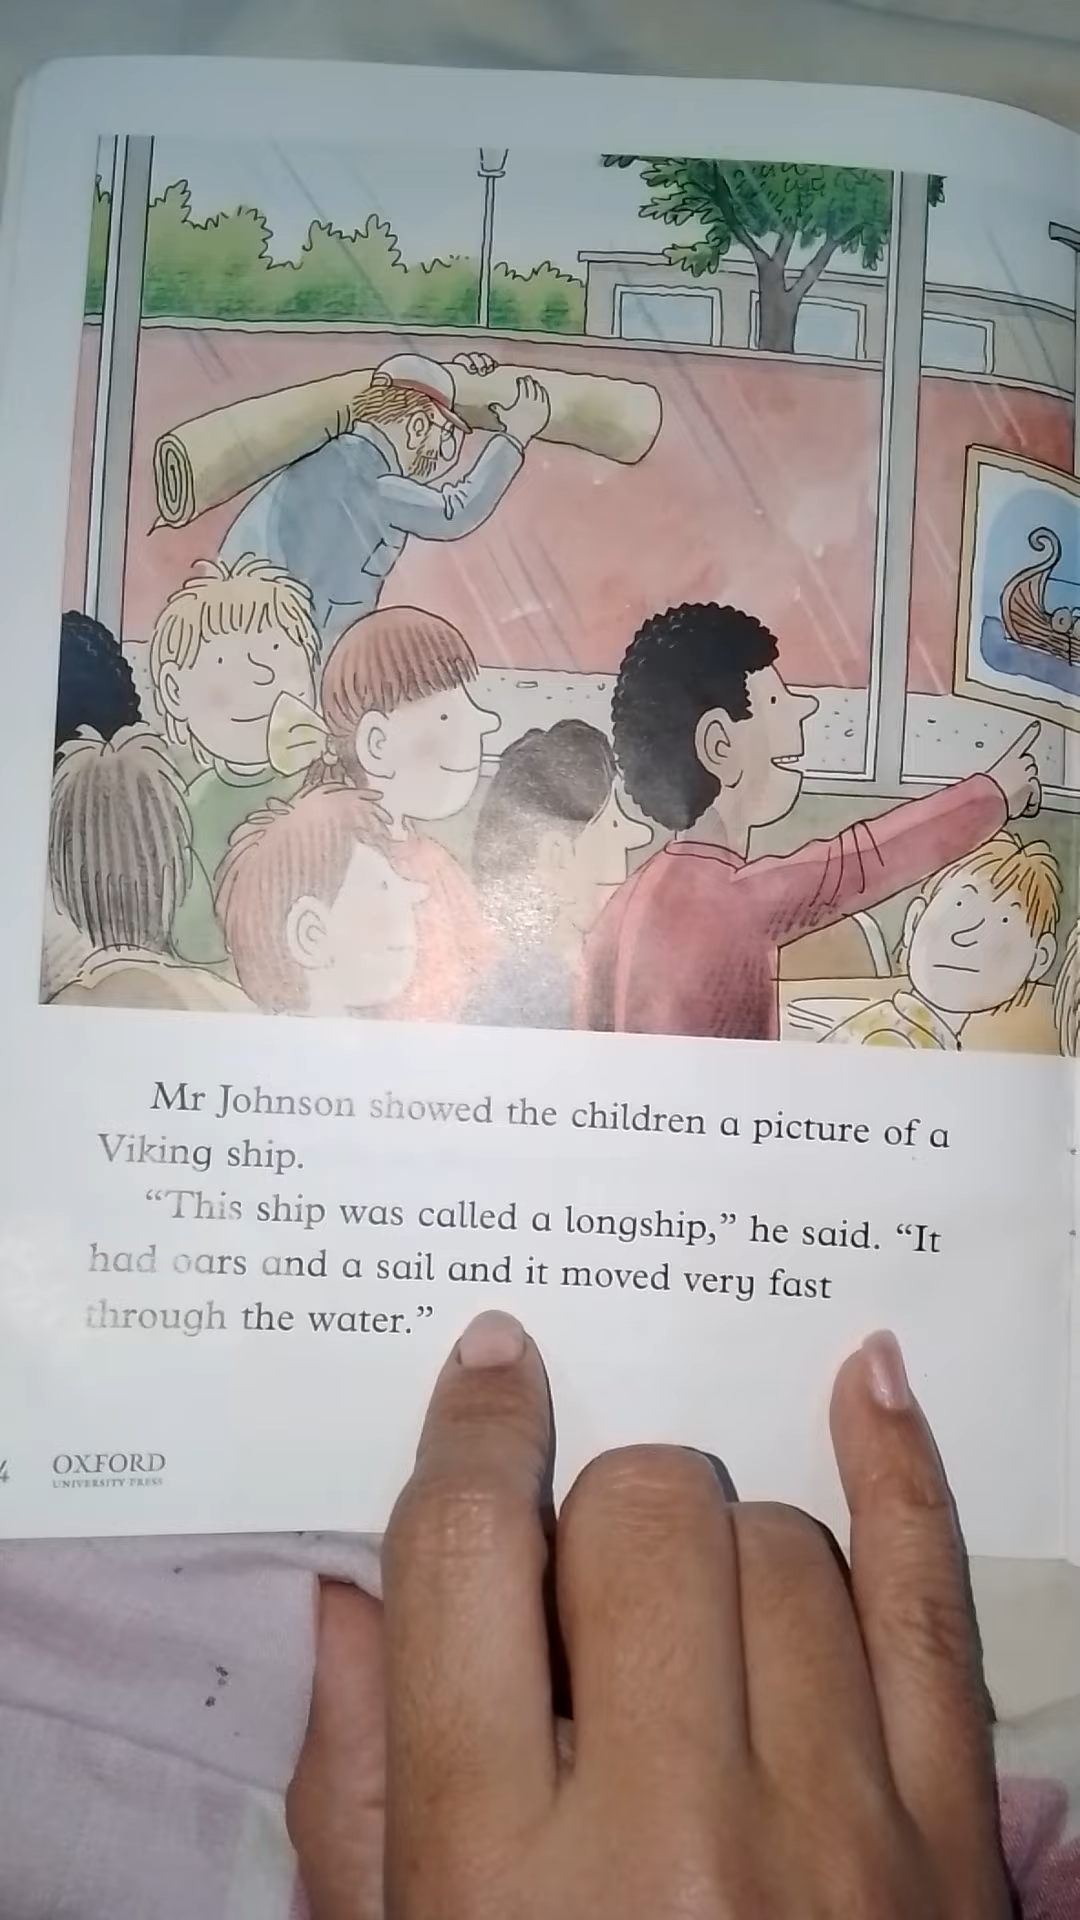 Mr Johnson showed the children a picture of a
Viking ship.
“This ship was called a longship,” he said. “It
had oars and a sail and it moved very fast
through the water.”
4
OXFORD
UNIVERSITY PRESS